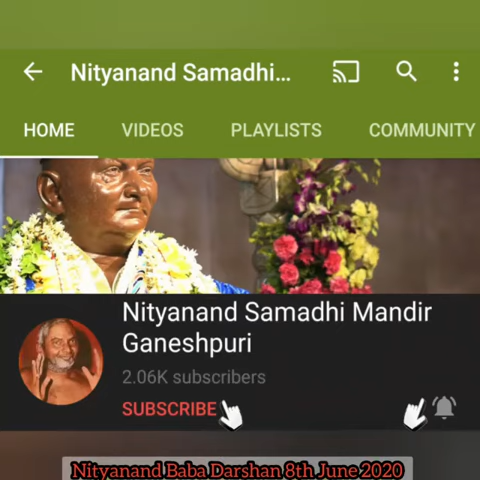 Nityanand Samadhi...
HOME VIDEOS PLAYLISTS COMMUNITY
Nityanand Samadhi Mandir
Ganeshpuri
2.06K subscribers
SUBSCRIBE
Nityanand Baba Darshan 8th June 2020